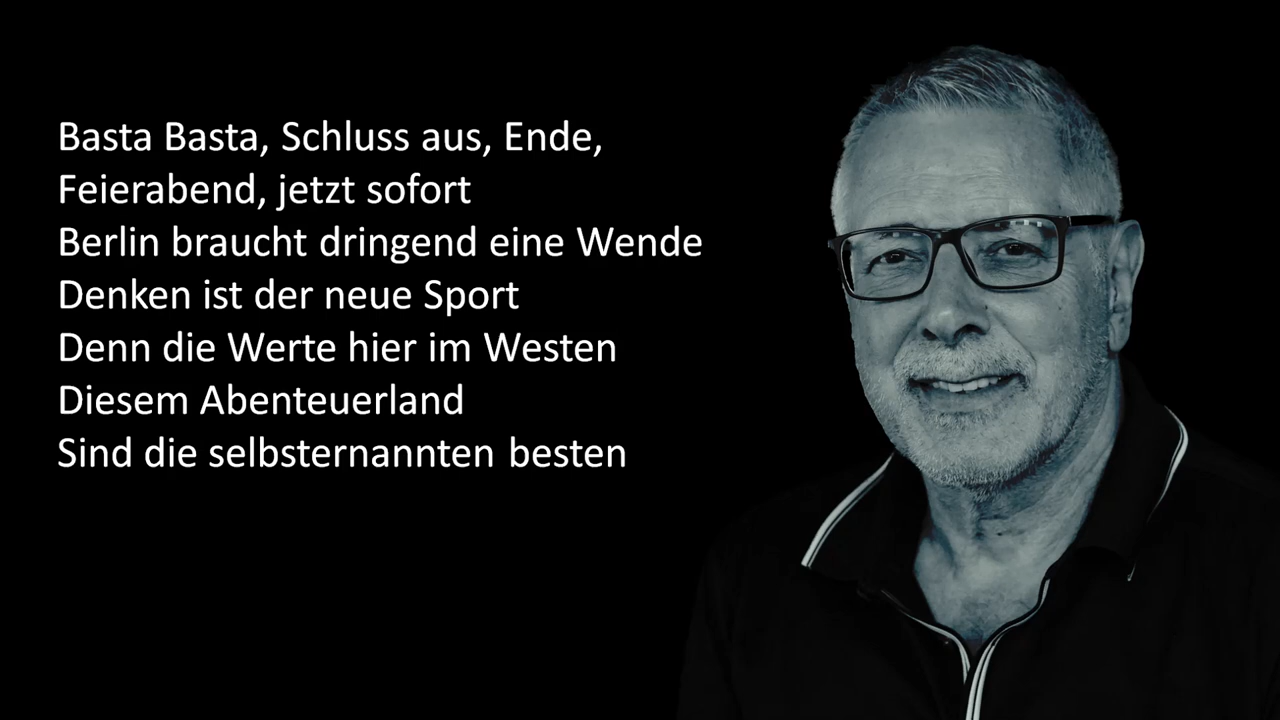 Basta Basta, Schluss aus, Ende,
Feierabend, jetzt sofort
Berlin braucht dringend eine Wende
Denken ist der neue Sport
Denn die Werte hier im Westen
Diesem Abenteuerland
Sind die selbsternannten besten